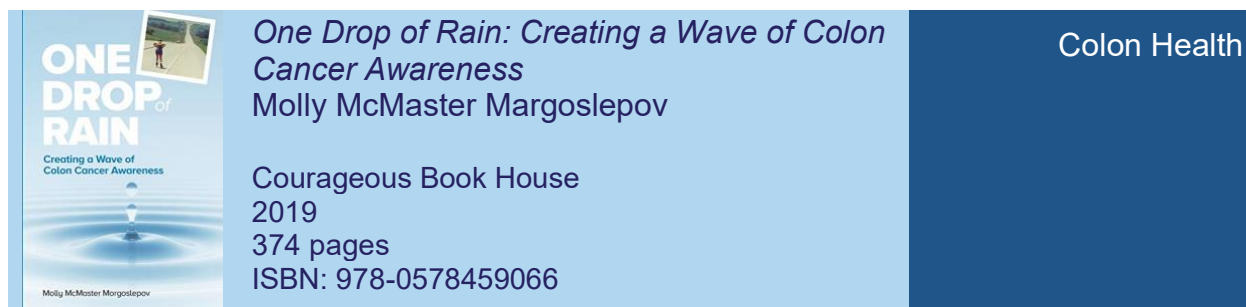 ONE
DROP of
RAIN
Creating a Wave of
Colon Cancer Awareness
Molly McMaster Morgoslepov
One Drop of Rain: Creating a Wave of Colon
Cancer Awareness
Molly McMaster Margoslepov
Courageous Book House
2019
374 pages
ISBN: 978-0578459066
Colon Health